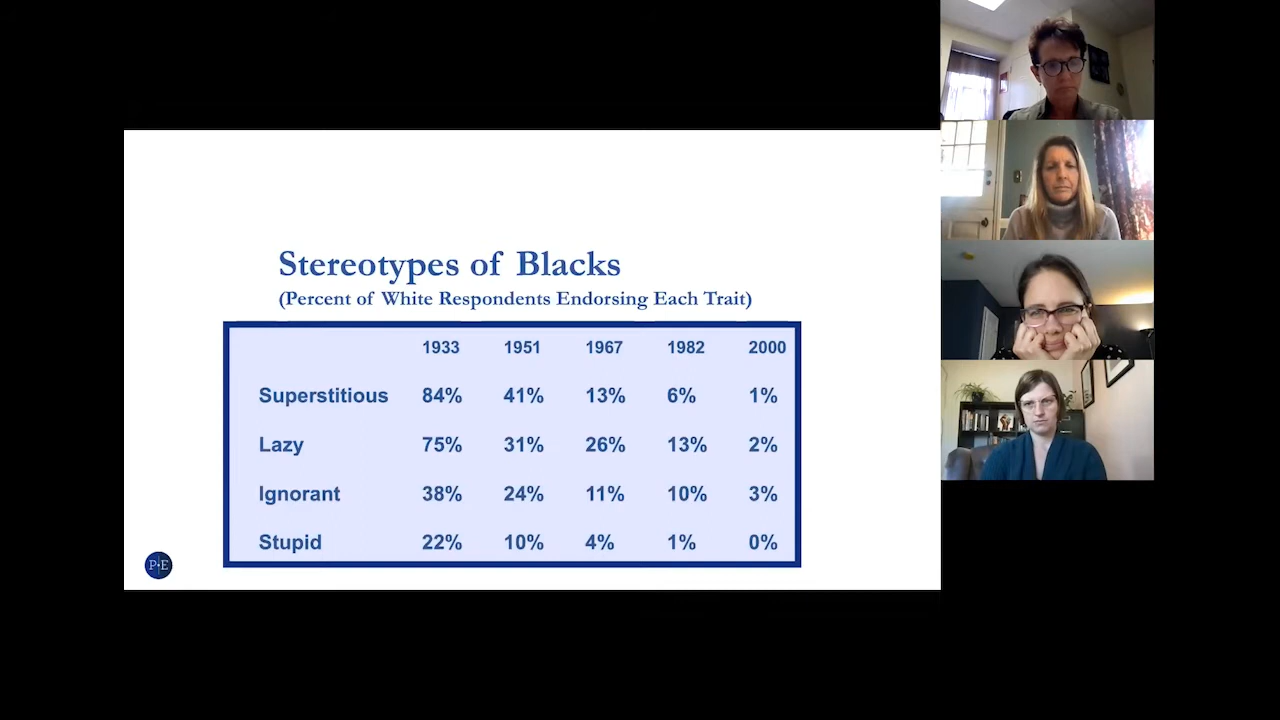 Stereotypes of Blacks
(Percent of White Respondents Endorsing Each Trait)
1933 1951 1967 1982 2000
Superstitious 84% 41% 13% 6% 1%
Lazy 75% 31% 26% 13% 2%
Ignorant 38% 24% 11% 10% 3%
Stupid 22% 10% 4% 1% 0%
P+E